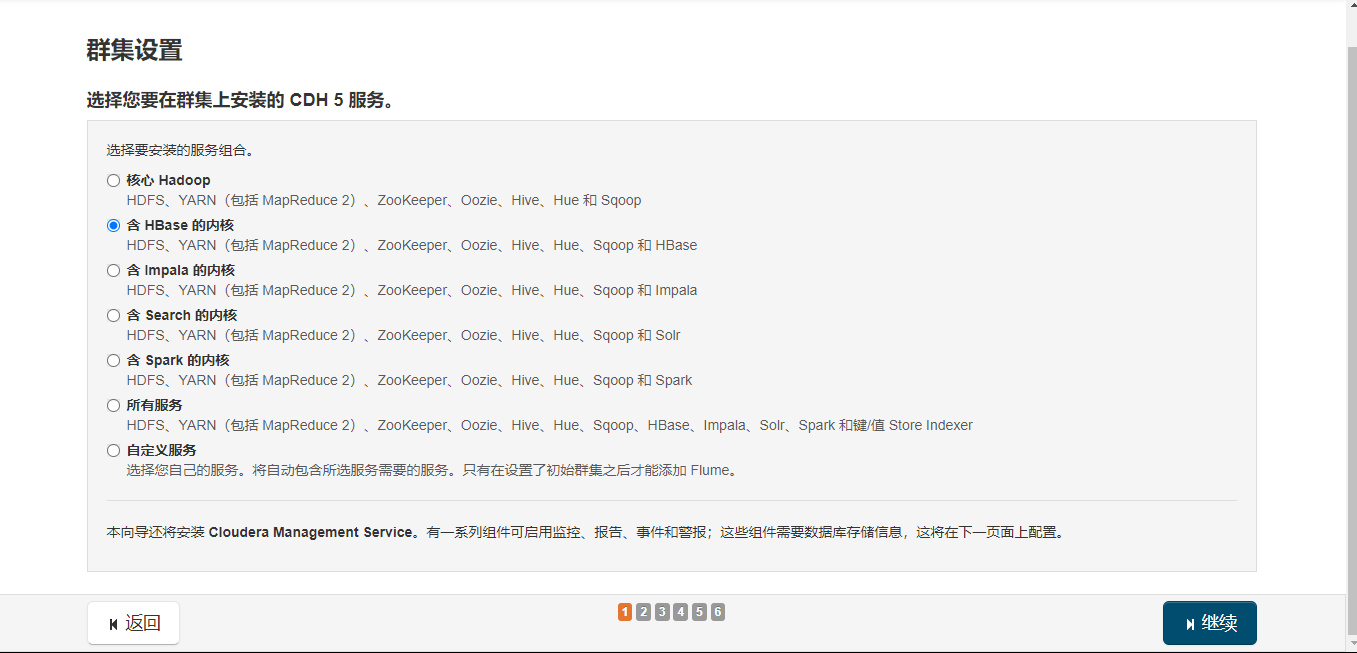 群集设置
选择您要在群集上安装的 CDH 5 服务。
选择要安装的服务组合。
核心 Hadoop
HDFS、YARN（包括 MapReduce 2）、ZooKeeper、Oozie、Hive、Hue 和 Sqoop
含 HBase 的内核
HDFS、YARN（包括 MapReduce 2）、ZooKeeper、Oozie、Hive、Hue、Sqoop 和 HBase
含 Impala 的内核
HDFS、YARN（包括 MapReduce 2）、ZooKeeper、Oozie、Hive、Hue、Sqoop 和 Impala
含 Search 的内核
HDFS、YARN（包括 MapReduce 2）、ZooKeeper、Oozie、Hive、Hue、Sqoop 和 Solr
含 Spark 的内核
HDFS、YARN（包括 MapReduce 2）、ZooKeeper、Oozie、Hive、Hue、Sqoop 和 Spark
所有服务
HDFS、YARN（包括 MapReduce 2）、ZooKeeper、Oozie、Hive、Hue、Sqoop、HBase、Impala、Solr、Spark 和键/值 Store Indexer
自定义服务
选择您自己的服务。将自动包含所选服务需要的服务。只有在设置了初始群集之后才能添加 Flume。
本向导还将安装 Cloudera Management Service。有一系列组件可启用监控、报告、事件和警报；这些组件需要数据库存储信息，这将在下一页面上配置。
返回 1 2 3 4 5 6 继续